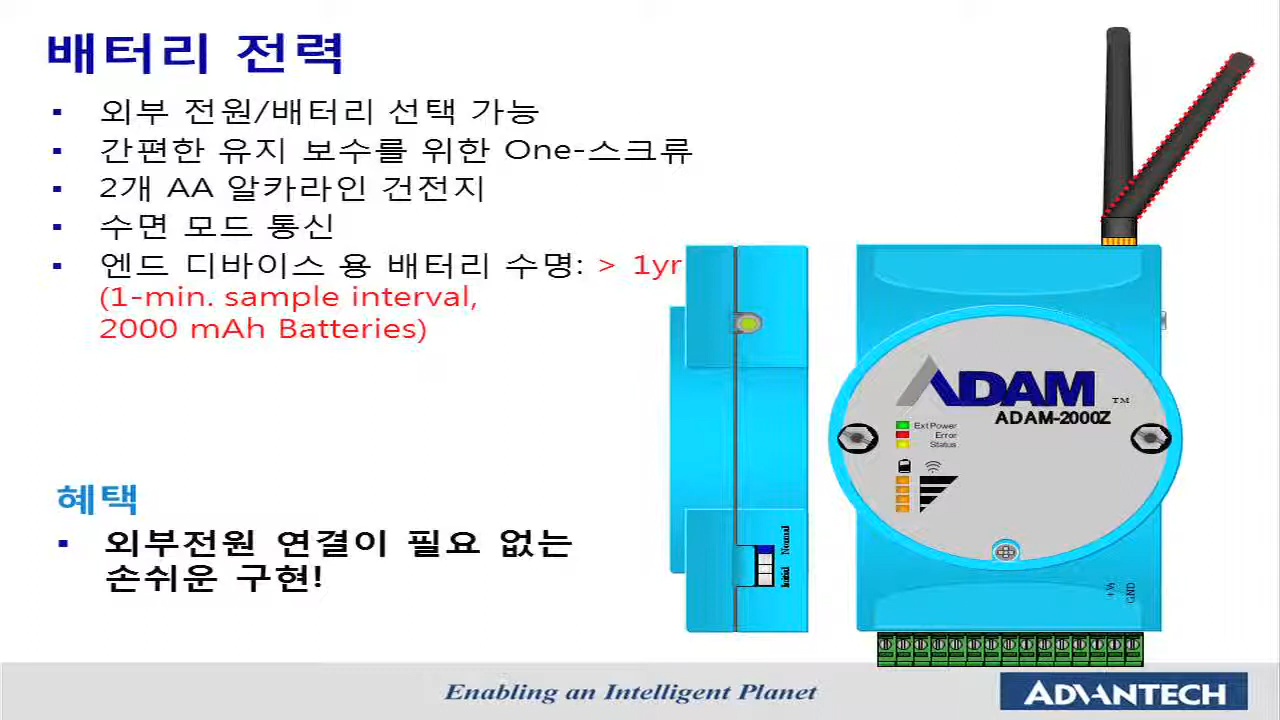 배터리 전력
▪ 외부 전원/배터리 선택 가능
▪ 간편한 유지 보수를 위한 One-스크류
▪ 2개 AA 알카라인 건전지
▪ 수면 모드 통신
▪ 엔드 디바이스 용 배터리 수명: > 1yr
(1-min. sample interval,
2000 mAh Batteries)
혜택
▪ 외부전원 연결이 필요 없는
손쉬운 구현!
Normal
Initial
ADAM ™
ADAM-2000Z
Ext Power
Error
Status
+Vs
GND
Enabling an Intelligent Planet
ADVANTECH